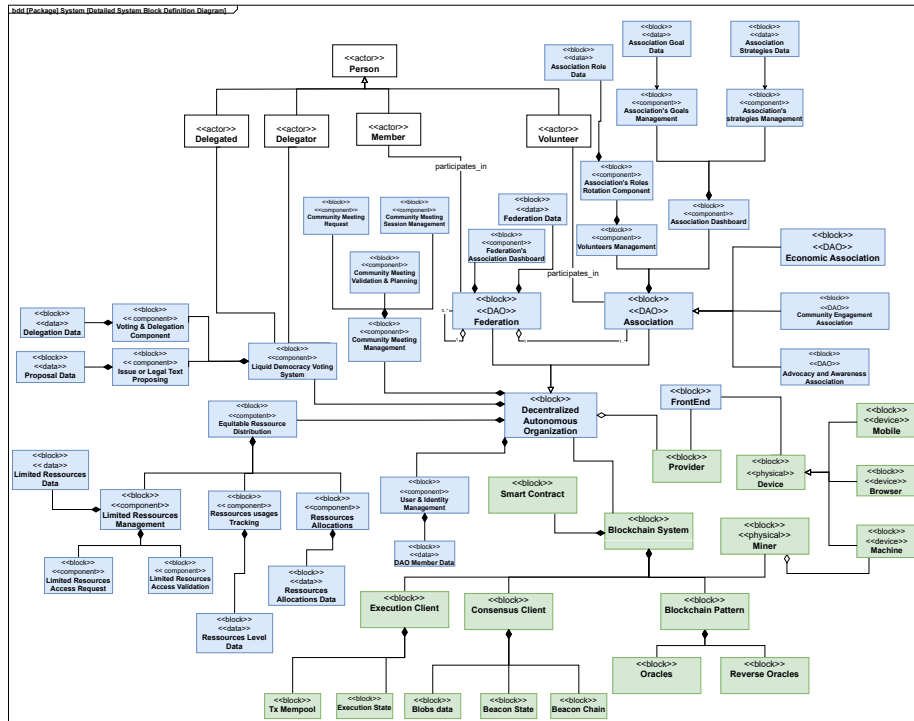 bdd [Package] System [Detailed System Block Definition Diagram]
<<block>>
<<data>>
Association Role
Data
<<block>>
<<data>>
Association Goal
Data
<<block>>
<<data>>
Association
Strategies Data
<<actor>>
Person
<<block>>
<<component>>
Association's Goals
Management
<<block>>
<<component>>
Association's
strategies Management
<<actor>>
Delegated
<<actor>>
Delegator
<<actor>>
Member
<<actor>>
Volunteer
participates_in
<<block>>
<<component>>
Association's Roles
Rotation Component
<<block>>
<<component>>
Community Meeting
Request
<<block>>
<<component>>
Community Meeting
Session Management
<<block>>
<<data>>
Federation Data
<<block>>
<<component>>
Association Dashboard
<<block>>
<<component>>
Federation's
Association Dashboard
<<block>>
<<component>>
Volunteers Management
<<block>>
<<DAO>>
Economic Association
<<block>>
<<component>>
Community Meeting
Validation & Planning
participates_in
<<block>>
<<DAO>>
Federation
<<block>>
<<DAO>>
Association
<<block>>
<<DAO>>
Community Engagement
Association
<<block>>
<<data>>
Delegation Data
<<block>>
<< component>>
Voting & Delegation
Component
<<block>>
<<component>>
Community Meeting
Management
<<block>>
<<data>>
Proposal Data
<<block>>
<< component>>
Issue or Legal Text
Proposing
<<block>>
<<component>>
Liquid Democracy Voting
System
<<block>>
<<DAO>>
Advocacy and Awareness
Association
<<block>>
Decentralized
Autonomous
Organization
<<block>>
FrontEnd
<<block>>
<<compotent>>
Equitable Resource
Distribution
<<block>>
<<device>>
Mobile
<<block>>
<< data>>
Limited Ressources
Data
<<block>>
Provider
<<block>>
<<physical>>
Device
<<block>>
<<device>>
Browser
<<block>>
<<component>>
Limited Resources
Management
<<block>>
<<component>>
Ressources usages
Tracking
<<block>>
<<component>>
Ressources
Allocations
<<block>>
<<component>>
User & Identity
Management
<<block>>
Smart Contract
<<block>>
Blockchain System
<<block>>
<<physical>>
Miner
<<block>>
<<device>>
Machine
<<block>>
<<component>>
Limited Resources
Access Request
<<block>>
<<component>>
Limited Resources
Access Validation
<<block>>
<<data>>
DAO Member Data
<<block>>
<<data>>
Ressources
Allocations Data
<<block>>
<<data>>
Ressources Level
Data
<<block>>
Execution Client
<<block>>
Consensus Client
<<block>>
Blockchain Pattern
<<block>>
Oracles
<<block>>
Reverse Oracles
<<block>>
Tx Mempool
<<block>>
Execution State
<<block>>
Blobs data
<<block>>
Beacon State
<<block>>
Beacon Chain